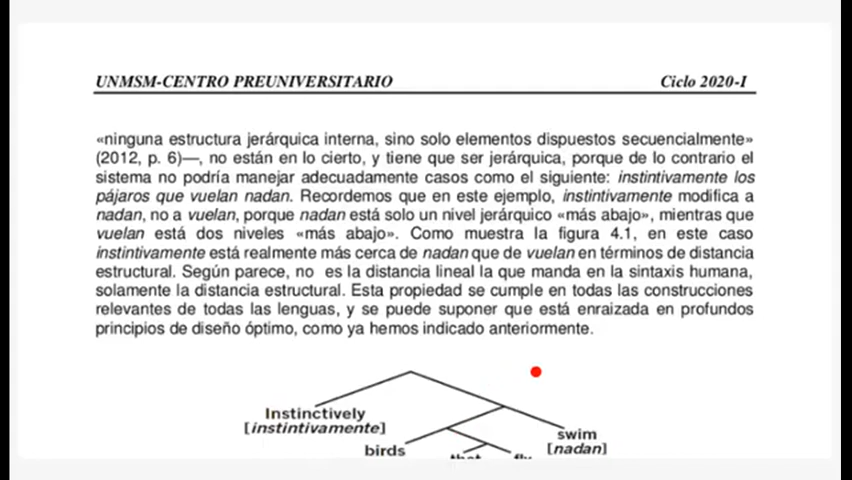 UNMSM-CENTRO PREUNIVERSITARIO Ciclo 2020-I
«ninguna estructura jerárquica interna, sino solo elementos dispuestos secuencialmente»
(2012, p. 6)—, no están en lo cierto, y tiene que ser jerárquica, porque de lo contrario el
sistema no podría manejar adecuadamente casos como el siguiente: instintivamente los
pájaros que vuelan nadan. Recordemos que en este ejemplo, instintivamente modifica a
nadan, no a vuelan, porque nadan está solo un nivel jerárquico «más abajo», mientras que
vuelan está dos niveles «más abajo». Como muestra la figura 4.1, en este caso
instintivamente está realmente más cerca de nadan que de vuelan en términos de distancia
estructural. Según parece, no es la distancia lineal la que manda en la sintaxis humana,
solamente la distancia estructural. Esta propiedad se cumple en todas las construcciones
relevantes de todas las lenguas, y se puede suponer que está enraizada en profundos
principios de diseño óptimo, como ya hemos indicado anteriormente.
Instinctively
[instintivamente]
swim
[nadan]
birds